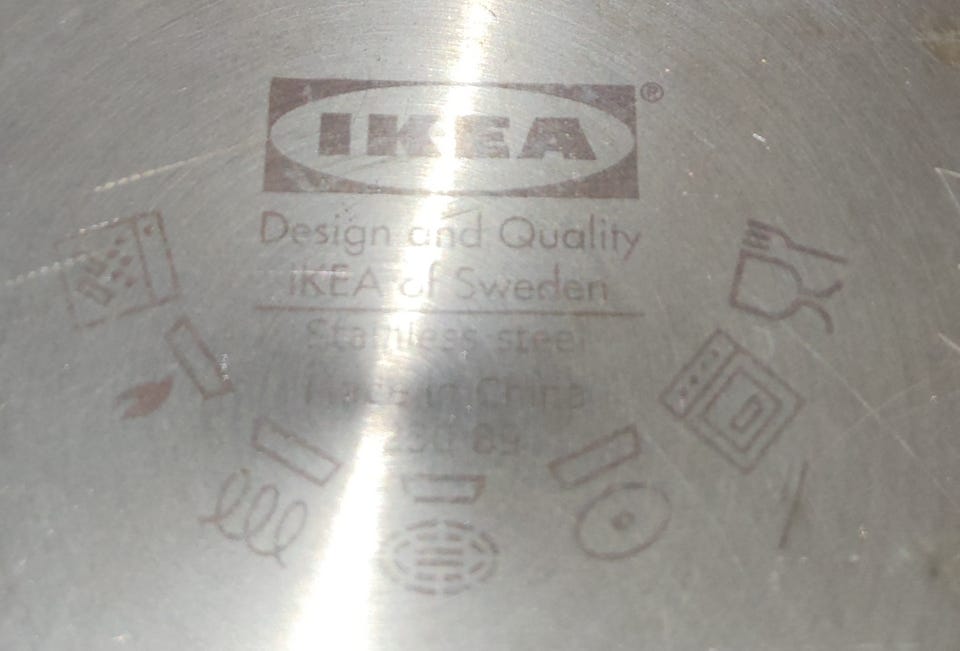 IKEA®
Design and Quality
IKEA of Sweden
Stainless steel
Made in China